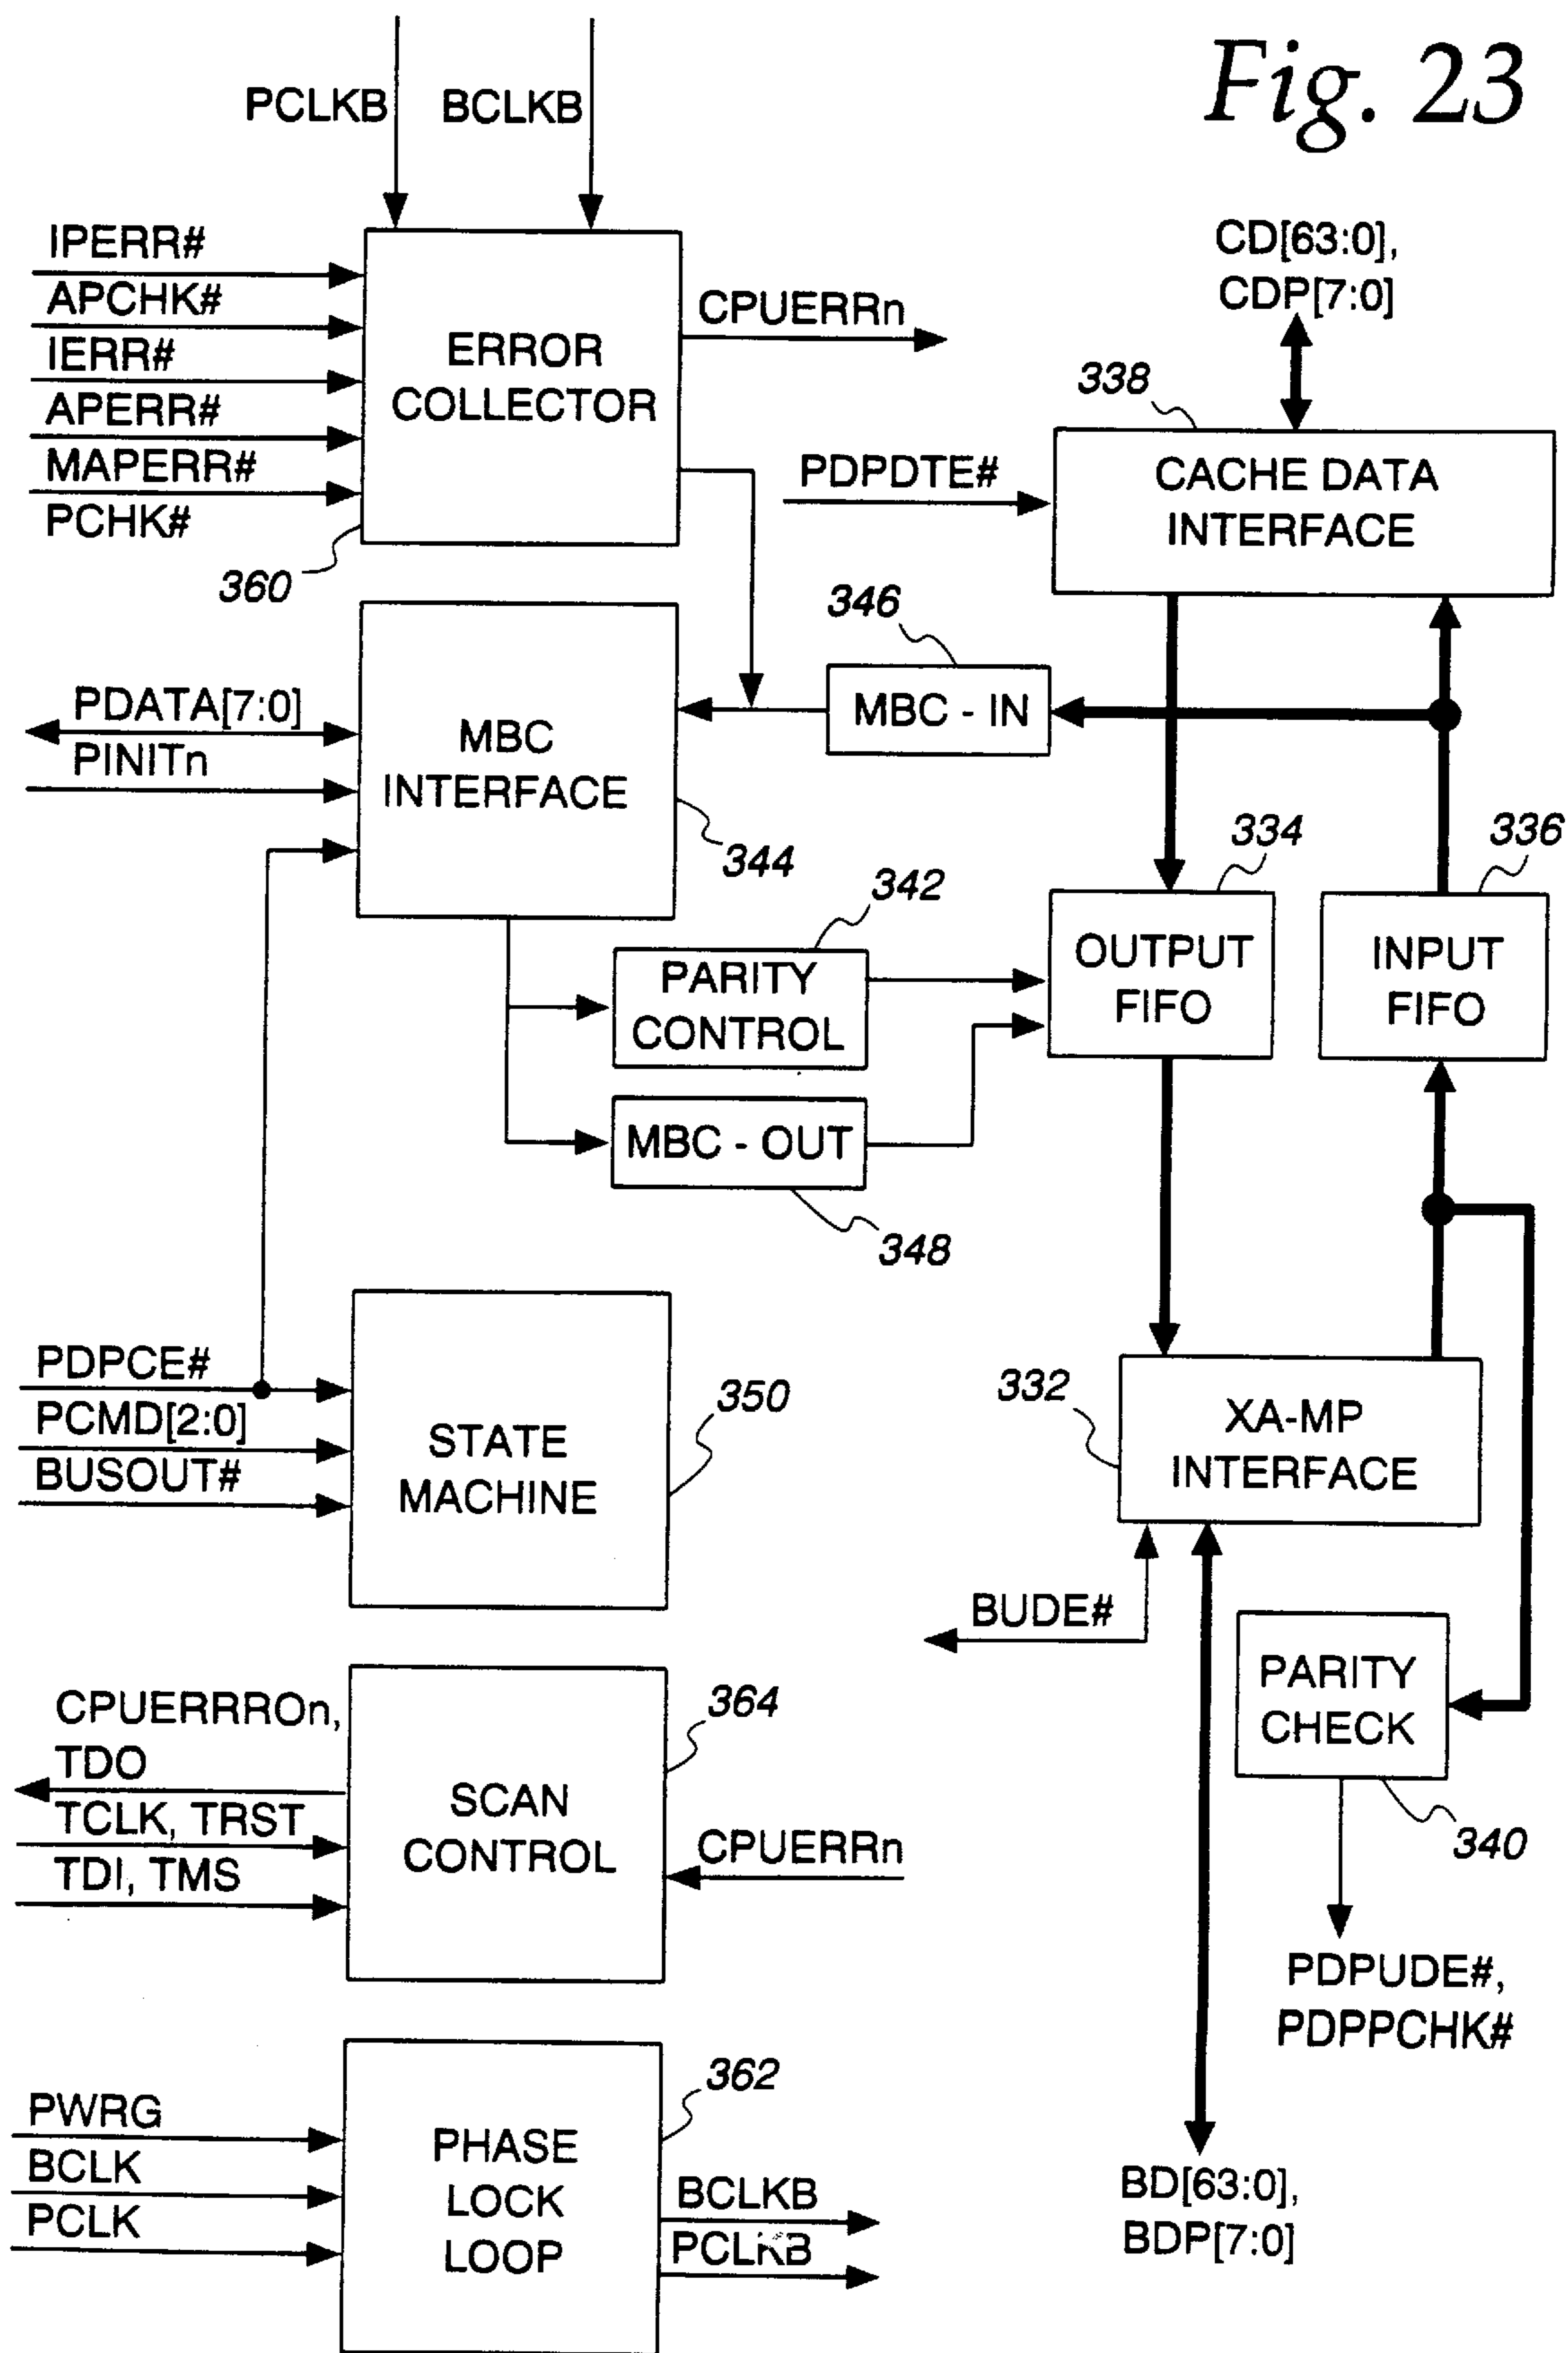 Fig. 23
PCLKB
BCLKB
IPERR#
APCHK#
IERR#
APERR#
MAPERR#
PCHK#
ERROR
COLLECTOR
360
CPUERRn
CD[63:0],
CDP[7:0]
338
PDPDTE#
CACHE DATA
INTERFACE
346
MBC - IN
PDATA[7:0]
PINITn
MBC
INTERFACE
344
342
PARITY
CONTROL
MBC - OUT
348
334
OUTPUT
FIFO
336
INPUT
FIFO
PDPCE#
PCMD[2:0]
BUSOUT#
STATE
MACHINE
350
332
XA-MP
INTERFACE
BUDE#
PARITY
CHECK
340
PDPUDE#,
PDPPCHK#
CPUERRROn,
TDO
TCLK, TRST
TDI, TMS
SCAN
CONTROL
364
CPUERRn
PWRG
BCLK
PCLK
PHASE
LOCK
LOOP
362
BCLKB
PCLKB
BD[63:0],
BDP[7:0]